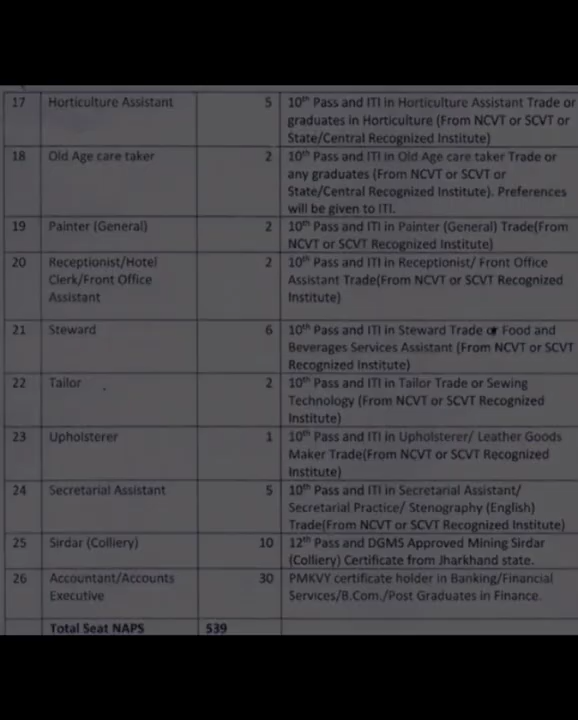 17 Horticulture Assistant 5 10th Pass and ITI in Horticulture Assistant Trade or
graduates in Horticulture (From NCVT or SCVT or
State/Central Recognized Institute)
18 Old Age care taker 2 10th Pass and ITI in Old Age care taker Trade or
any graduates (From NCVT or SCVT or
State/Central Recognized Institute). Preferences
will be given to ITI.
19 Painter (General) 2 10th Pass and ITI in Painter (General) Trade(From
NCVT or SCVT Recognized Institute)
20 Receptionist/Hotel 2 10th Pass and ITI in Receptionist/ Front Office
Clerk/Front Office Assistant Trade(From NCVT or SCVT Recognized
Assistant Institute)
21 Steward 6 10th Pass and ITI in Steward Trade or Food and
Beverages Services Assistant (From NCVT or SCVT
Recognized Institute)
22 Tailor 2 10th Pass and ITI in Tailor Trade or Sewing
Technology (From NCVT or SCVT Recognized
Institute)
23 Upholsterer 1 10th Pass and ITI in Upholsterer/ Leather Goods
Maker Trade(From NCVT or SCVT Recognized
Institute)
24 Secretarial Assistant 5 10th Pass and ITI in Secretarial Assistant/
Secretarial Practice/ Stenography (English)
Trade(From NCVT or SCVT Recognized Institute)
25 Sirdar (Colliery) 10 12th Pass and DGMS Approved Mining Sirdar
(Colliery) Certificate from Jharkhand state.
26 Accountant/Accounts 30 PMKVY certificate holder in Banking/Financial
Executive Services/B.Com./Post Graduates in Finance.
Total Seat NAPS 539